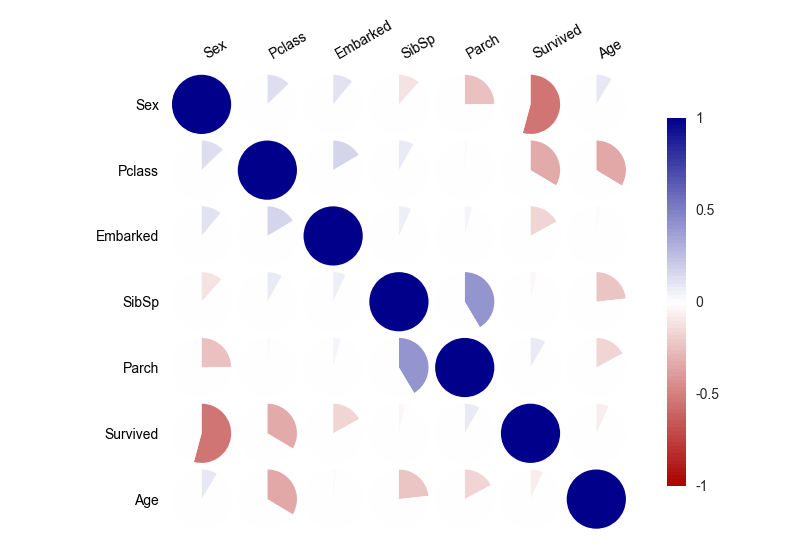 Sex Pclass Embarked SibSp Parch Survived Age
Sex
Pclass
Embarked
SibSp
Parch
Survived
Age
1
0.5
0
-0.5
-1